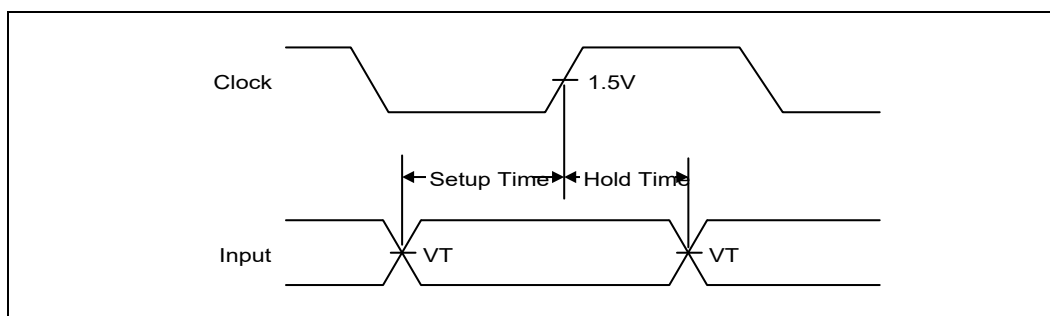 Clock
1.5V
Setup Time
Hold Time
Input
VT
VT